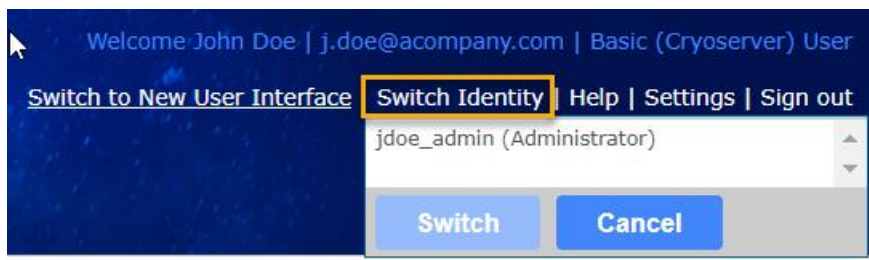 Welcome John Doe | j.doe@acompany.com | Basic (Cryoserver) User
Switch to New User Interface Switch Identity | Help | Settings | Sign out
jdoe_admin (Administrator)
Switch Cancel